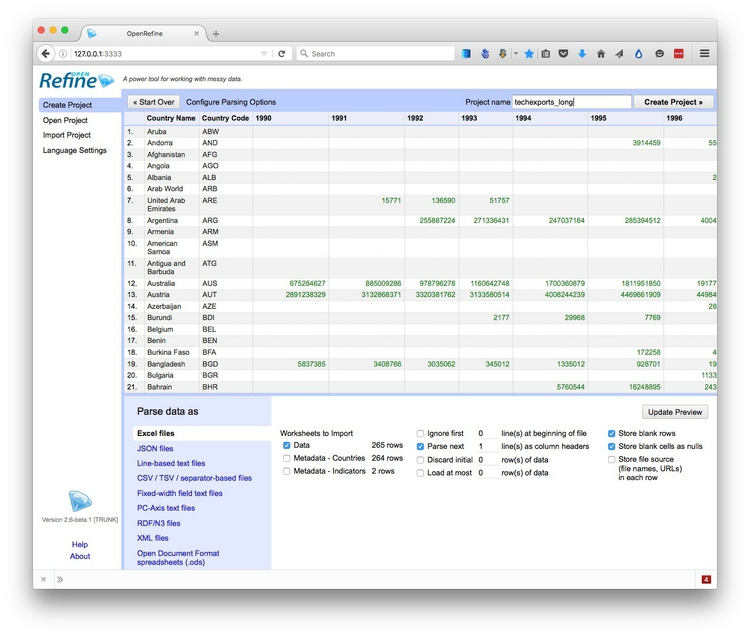 OpenRefine
127.0.0.1:3333
Search
OPEN
Refine
A power tool for working with messy data.
Create Project
Open Project
Import Project
Language Settings
« Start Over
Configure Parsing Options
Project name techexports_long
Create Project »
Country Name Country Code 1990 1991 1992 1993 1994 1995 1996
1. Aruba ABW
2. Andorra AND 3914459 55
3. Afghanistan AFG
4. Angola AGO
5. Albania ALB 2
6. Arab World ARB
7. United Arab Emirates ARE 15771 136590 51757
8. Argentina ARG 255887224 271336431 247037164 285394512 4004
9. Armenia ARM
10. American Samoa ASM
11. Antigua and Barbuda ATG
12. Australia AUS 675284627 885009286 978796278 1160642748 1700360879 1811951850 19177
13. Austria AUT 2891238329 3132868371 3320381762 3133580514 4008244239 4469661909 44984
14. Azerbaijan AZE 28
15. Burundi BDI 2177 29968 7769
16. Belgium BEL
17. Benin BEN
18. Burkina Faso BFA 172258 4
19. Bangladesh BGD 5837385 3408766 3035062 345012 1335012 928701 19
20. Bulgaria BGR 1133
21. Bahrain BHR 5760544 16248895 243
Parse data as
Update Preview
Excel files
JSON files
Line-based text files
CSV / TSV / separator-based files
Fixed-width field text files
PC-Axis text files
RDF/N3 files
XML files
Open Document Format
spreadsheets (.ods)
Worksheets to Import
Data 265 rows
Metadata - Countries 264 rows
Metadata - Indicators 2 rows
Ignore first 0 line(s) at beginning of file
Parse next 1 line(s) as column headers
Discard initial 0 row(s) of data
Load at most 0 row(s) of data
Store blank rows
Store blank cells as nulls
Store file source
(file names, URLs)
in each row
Version 2.6-beta.1 [TRUNK]
Help
About
4